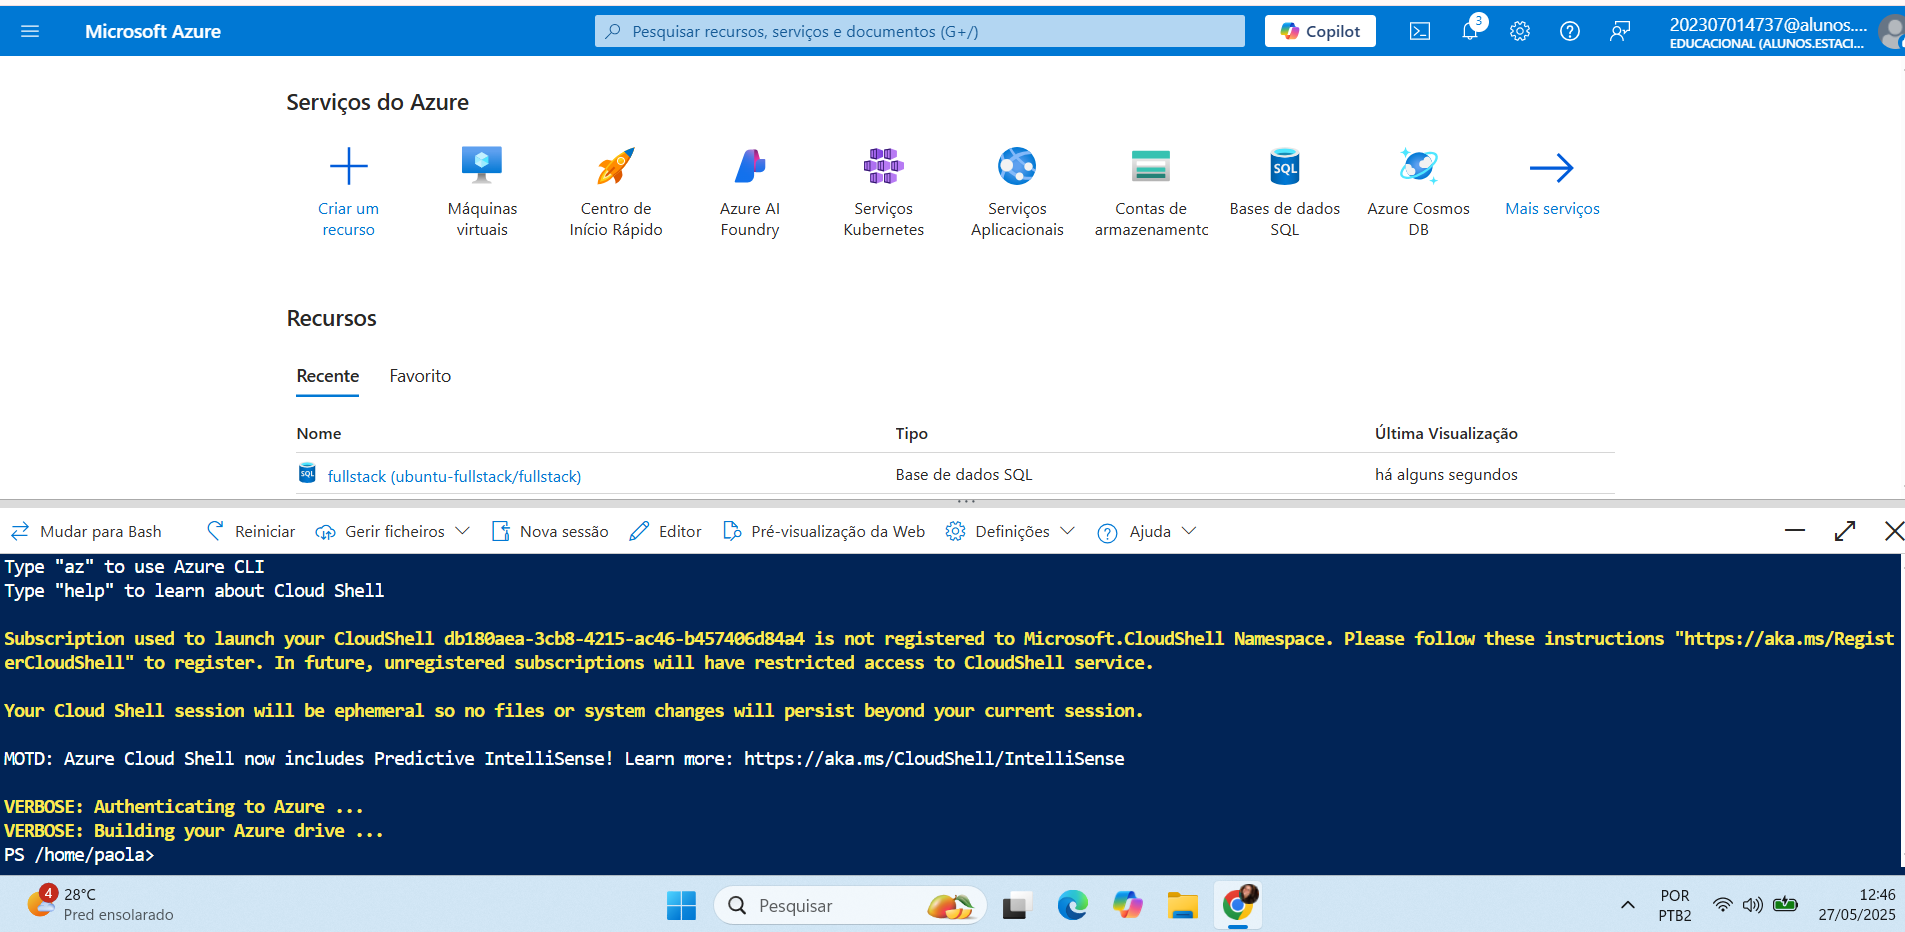 Microsoft Azure
Pesquisar recursos, serviços e documentos (G+/)
Copilot
3
202307014737@alunos....
EDUCACIONAL (ALUNOS.ESTACI...
Serviços do Azure
Criar um recurso
Máquinas virtuais
Centro de Início Rápido
Azure AI Foundry
Serviços Kubernetes
Serviços Aplicacionais
Contas de armazenamento
SQL
Bases de dados SQL
Azure Cosmos DB
Mais serviços
Recursos
Recente Favorito
Nome Tipo Última Visualização
SQL fullstack (ubuntu-fullstack/fullstack) Base de dados SQL há alguns segundos
Mudar para Bash Reiniciar Gerir ficheiros Nova sessão Editor Pré-visualização da Web Definições Ajuda
Type "az" to use Azure CLI
Type "help" to learn about Cloud Shell
Subscription used to launch your CloudShell db180aea-3cb8-4215-ac46-b457406d84a4 is not registered to Microsoft.CloudShell Namespace. Please follow these instructions "https://aka.ms/Regist
erCloudShell" to register. In future, unregistered subscriptions will have restricted access to CloudShell service.
Your Cloud Shell session will be ephemeral so no files or system changes will persist beyond your current session.
MOTD: Azure Cloud Shell now includes Predictive IntelliSense! Learn more: https://aka.ms/CloudShell/IntelliSense
VERBOSE: Authenticating to Azure ...
VERBOSE: Building your Azure drive ...
PS /home/paola>
4
28°C
Pred ensolarado
Pesquisar
POR
PTB2
12:46
27/05/2025